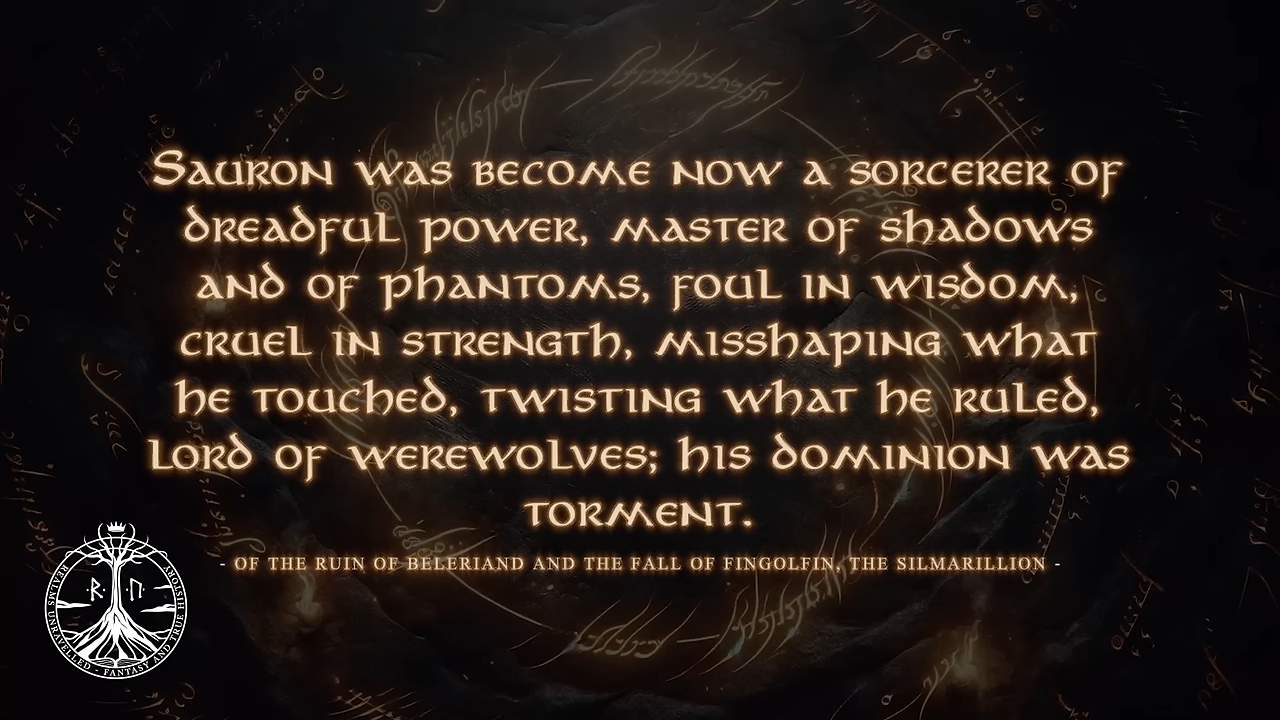 Sauron was become now a sorcerer of
dreadful power, master of shadows
and of phantoms, foul in wisdom,
cruel in strength, misshaping what
he touched, twisting what he ruled,
lord of werewolves; his dominion was
torment.
- OF THE RUIN OF BELERIAND AND THE FALL OF FINGOLFIN, THE SILMARILLION -
REALMS UNRAVELLED - FANTASY AND TRUE HISTORY
ᚱ ᚢ